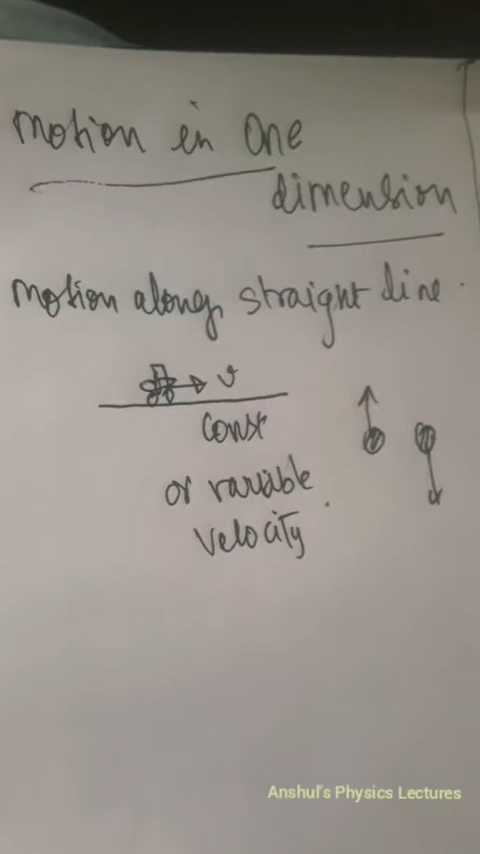 Motion in One
dimension
Motion along straight line.
v
Const
or variable
velocity.
Anshul's Physics Lectures